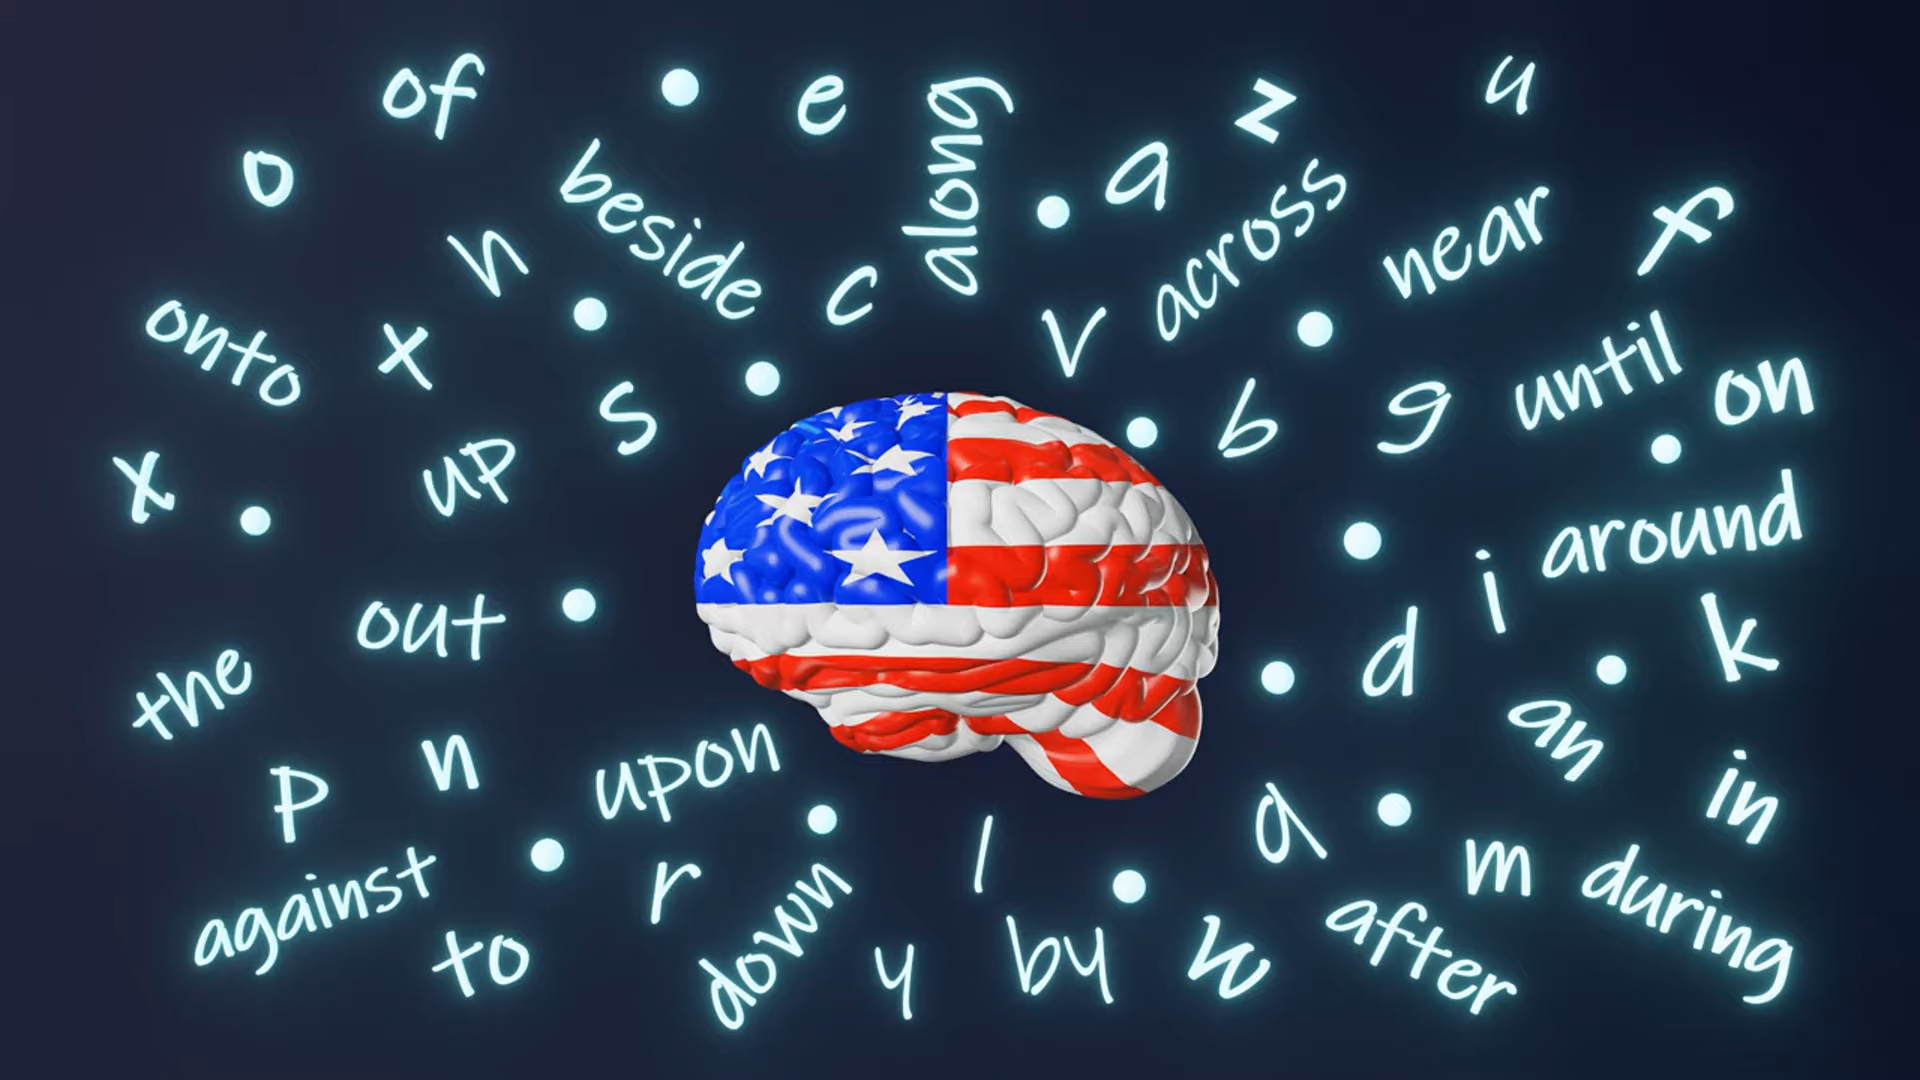 of
e
along
z
u
o
beside
a
across
near
f
h
c
onto
x
v
until
on
s
b
g
x
up
around
i
out
d
k
the
an
p
n
upon
in
a
m
during
against
r
l
to
down
y
by
w
after